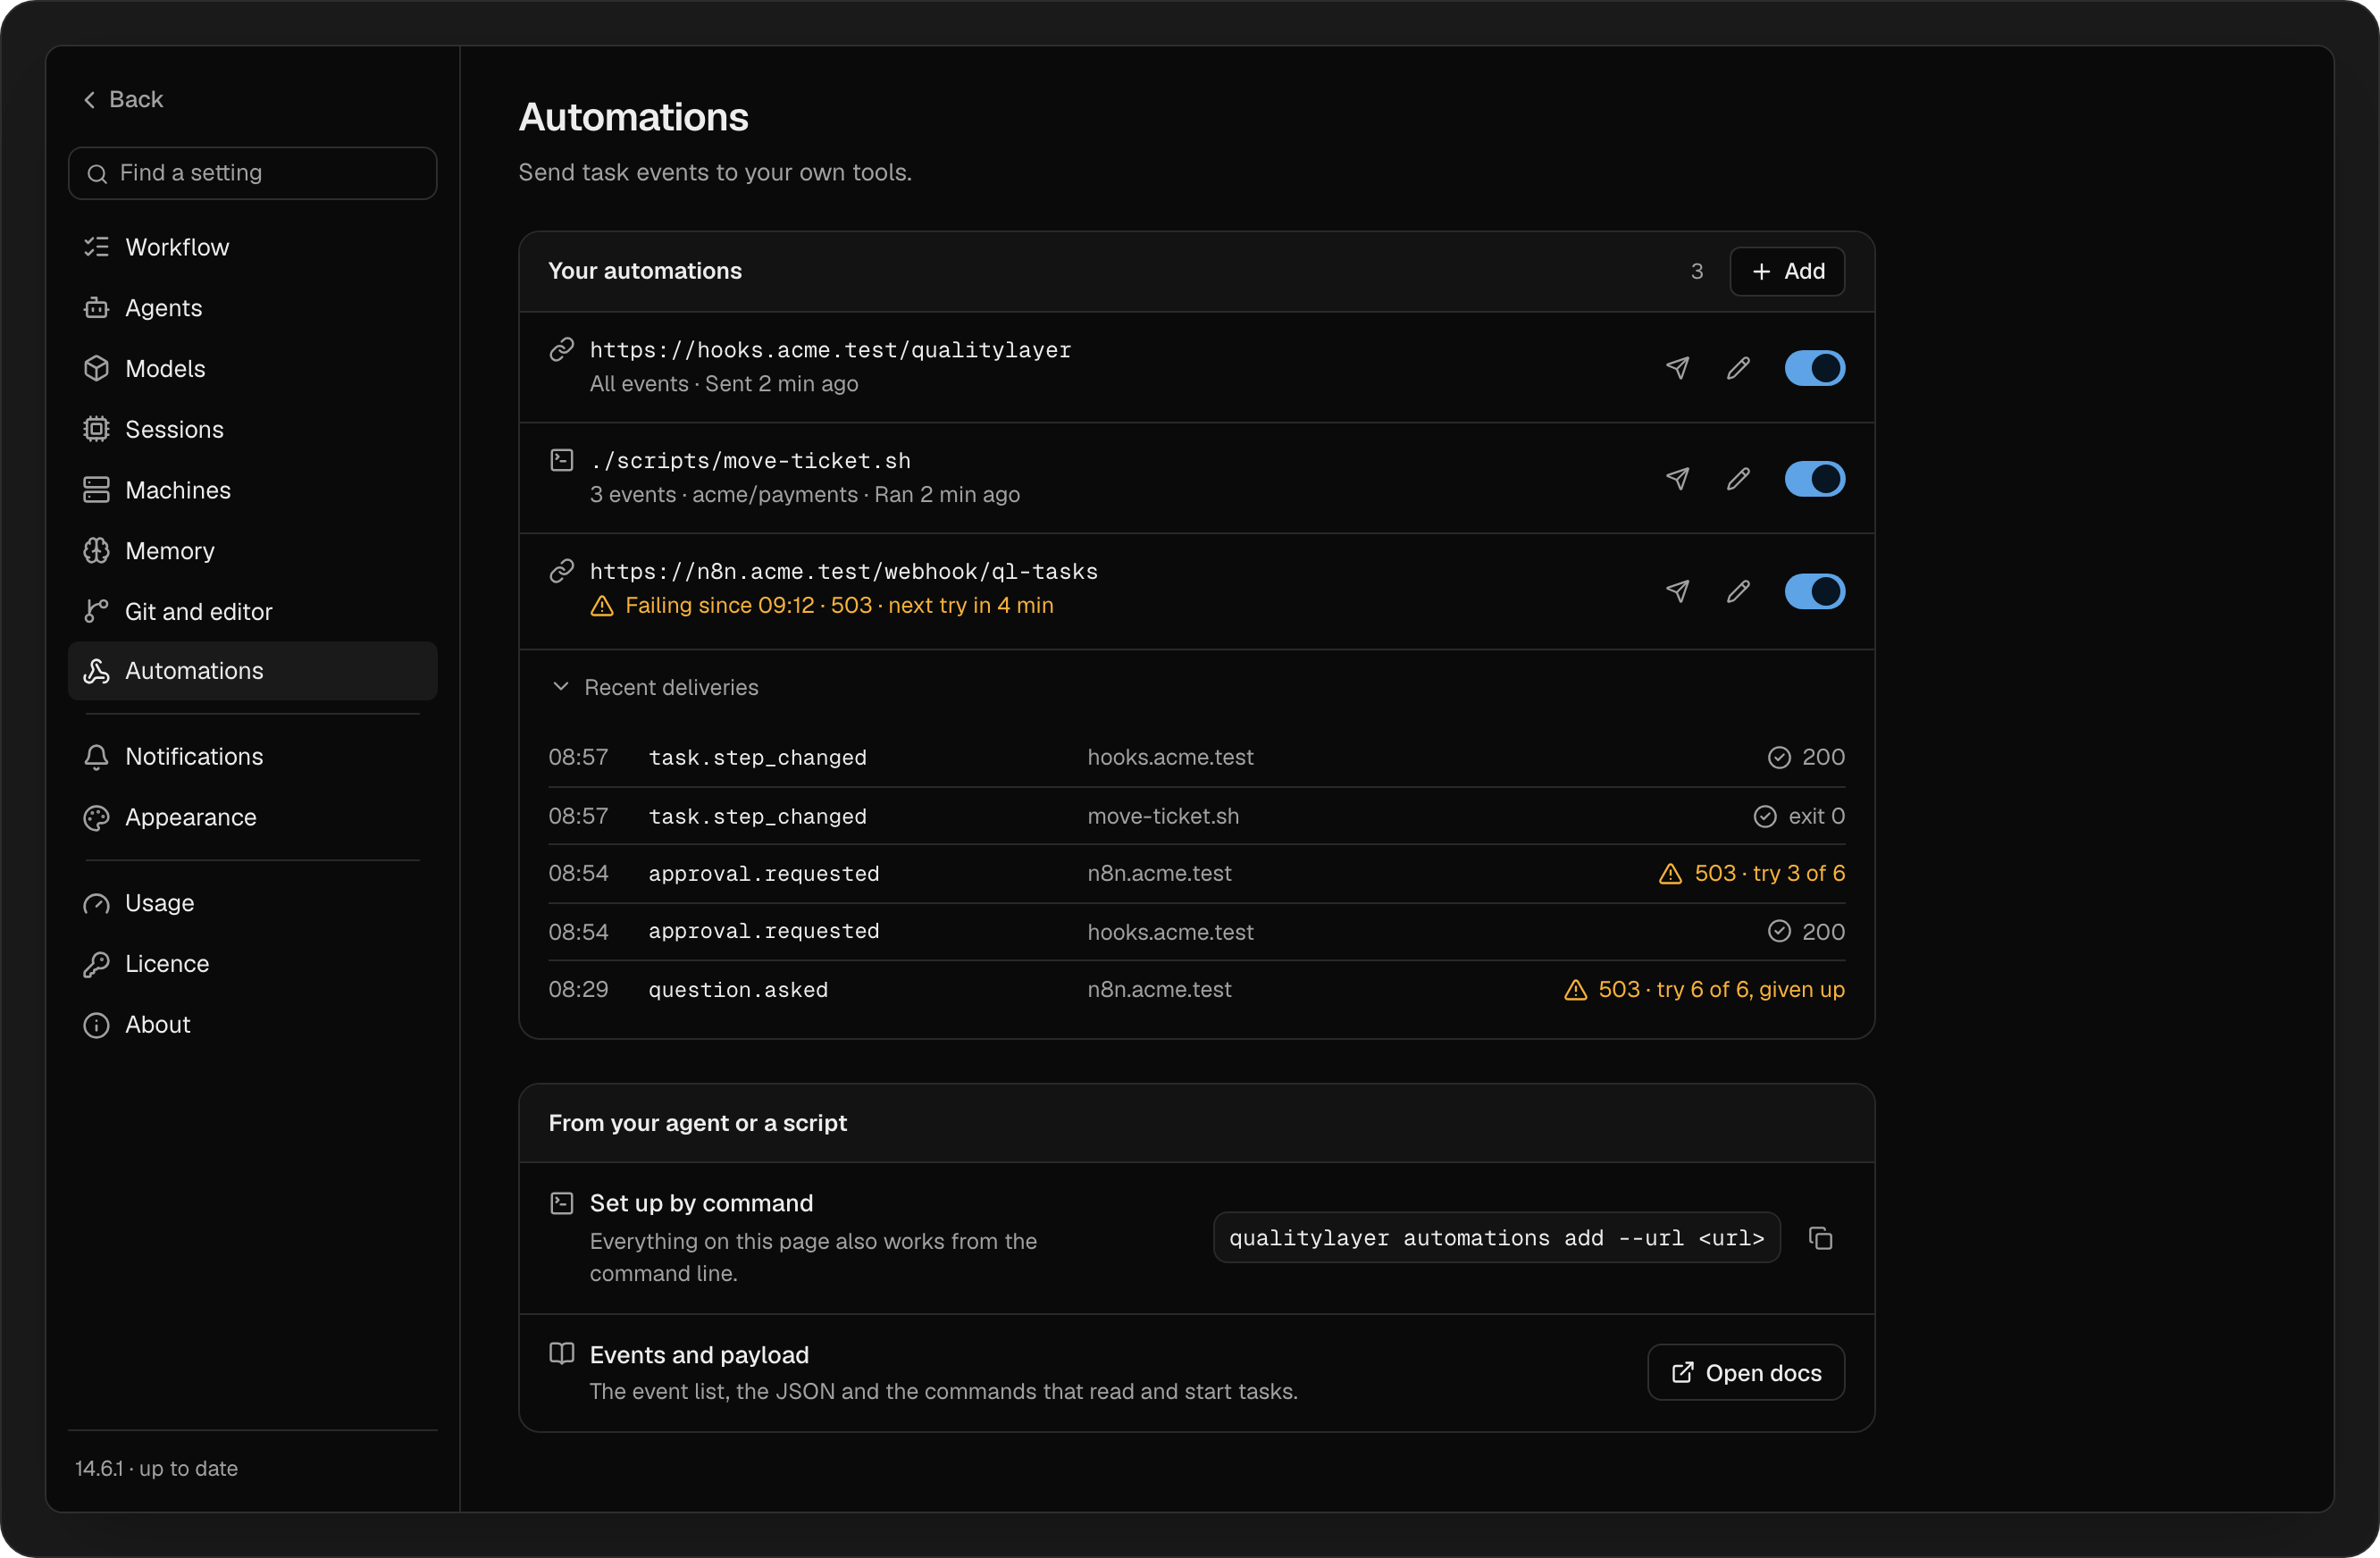 Back
Find a setting
Workflow
Agents
Models
Sessions
Machines
Memory
Git and editor
Automations
Notifications
Appearance
Usage
Licence
About
14.6.1 · up to date
Automations
Send task events to your own tools.
Your automations 3 Add
https://hooks.acme.test/qualitylayer
All events · Sent 2 min ago
./scripts/move-ticket.sh
3 events · acme/payments · Ran 2 min ago
https://n8n.acme.test/webhook/ql-tasks
Failing since 09:12 · 503 · next try in 4 min
Recent deliveries
08:57 task.step_changed hooks.acme.test 200
08:57 task.step_changed move-ticket.sh exit 0
08:54 approval.requested n8n.acme.test 503 · try 3 of 6
08:54 approval.requested hooks.acme.test 200
08:29 question.asked n8n.acme.test 503 · try 6 of 6, given up
From your agent or a script
Set up by command
Everything on this page also works from the
command line.
qualitylayer automations add --url <url>
Events and payload
The event list, the JSON and the commands that read and start tasks.
Open docs